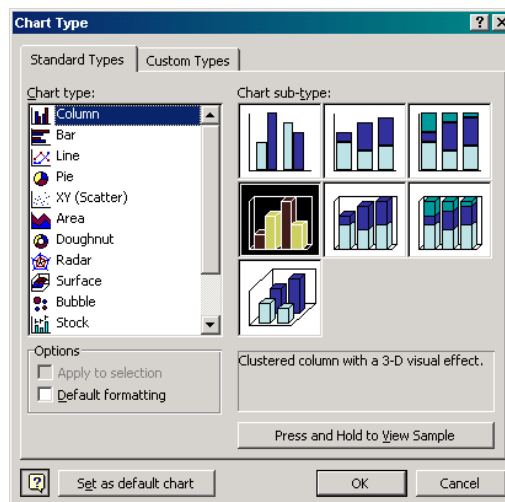 Chart Type
Standard Types
Custom Types
Chart type:
Column
Bar
Line
Pie
XY (Scatter)
Area
Doughnut
Radar
Surface
Bubble
Stock
Chart sub-type:
Clustered column with a 3-D visual effect.
Options
Apply to selection
Default formatting
Press and Hold to View Sample
Set as default chart
OK
Cancel